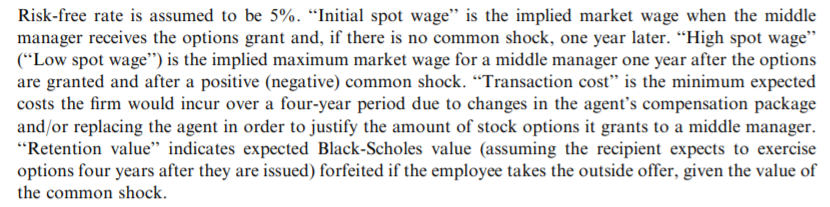 Risk-free rate is assumed to be 5%. “Initial spot wage” is the implied market wage when the middle
manager receives the options grant and, if there is no common shock, one year later. “High spot wage”
(“Low spot wage”) is the implied maximum market wage for a middle manager one year after the options
are granted and after a positive (negative) common shock. “Transaction cost” is the minimum expected
costs the firm would incur over a four-year period due to changes in the agent’s compensation package
and/or replacing the agent in order to justify the amount of stock options it grants to a middle manager.
“Retention value” indicates expected Black-Scholes value (assuming the recipient expects to exercise
options four years after they are issued) forfeited if the employee takes the outside offer, given the value of
the common shock.